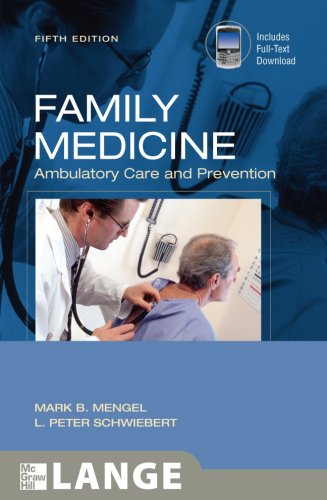 FIFTH EDITION
Includes
Full-Text
Download
FAMILY
MEDICINE
Ambulatory Care and Prevention
MARK B. MENGEL
L. PETER SCHWIEBERT
Mc
Graw
Hill
LANGE